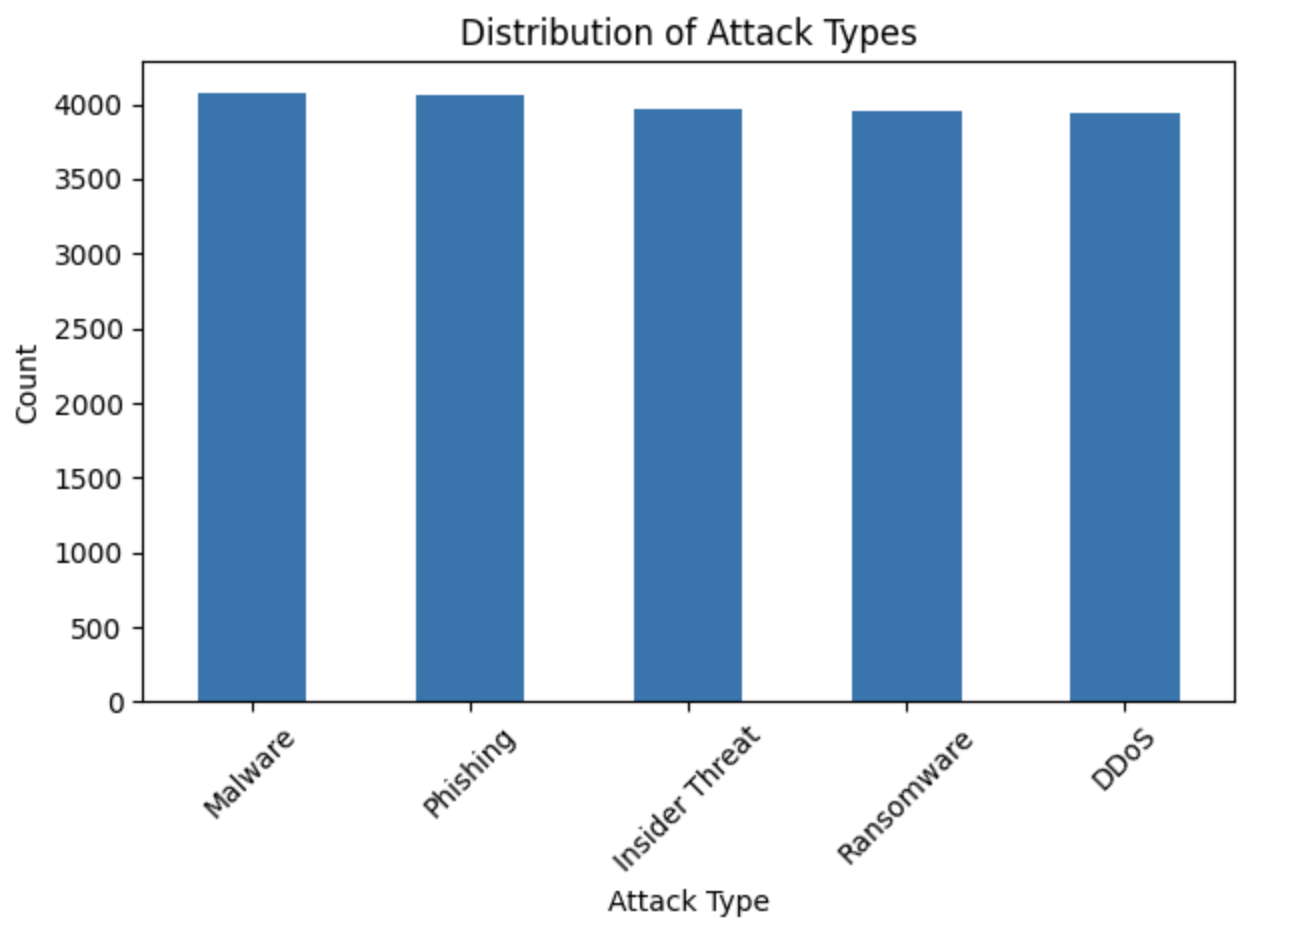 Distribution of Attack Types
Count
4000
3500
3000
2500
2000
1500
1000
500
0
Malware
Phishing
Insider Threat
Ransomware
DDoS
Attack Type